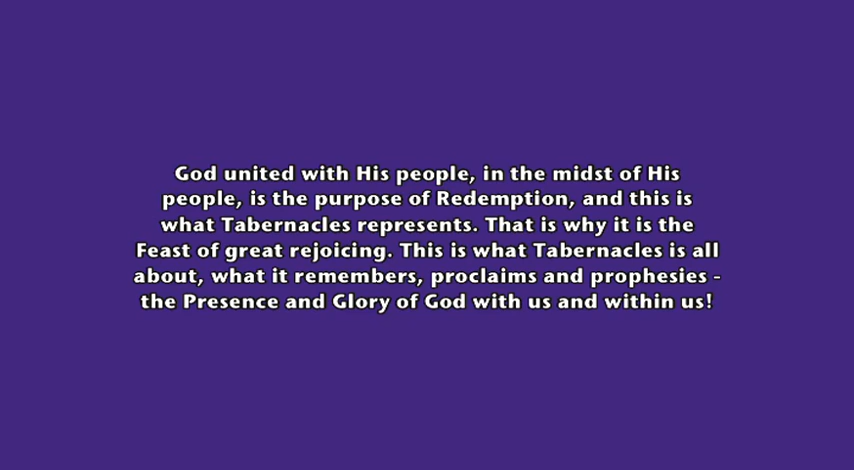 God united with His people, in the midst of His
people, is the purpose of Redemption, and this is
what Tabernacles represents. That is why it is the
Feast of great rejoicing. This is what Tabernacles is all
about, what it remembers, proclaims and prophesies -
the Presence and Glory of God with us and within us!